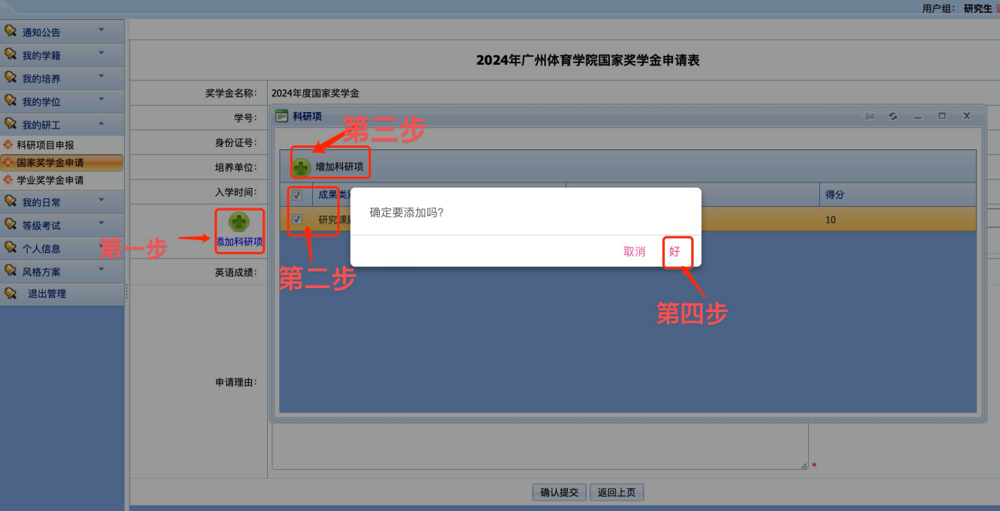 用户组： 研究生
通知公告
我的学籍
我的培养
我的学位
我的研工
科研项目申报
国家奖学金申请
学业奖学金申请
我的日常
等级考试
个人信息
风格方案
退出管理
2024年广州体育学院国家奖学金申请表
奖学金名称： 2024年度国家奖学金
学号：
身份证号：
培养单位：
入学时间：
添加科研项
英语成绩：
申请理由：
科研项
增加科研项
成果类 得分
研究课 10
确定要添加吗?
取消 好
第一步
第二步
第三步
第四步
*
确认提交 返回上页